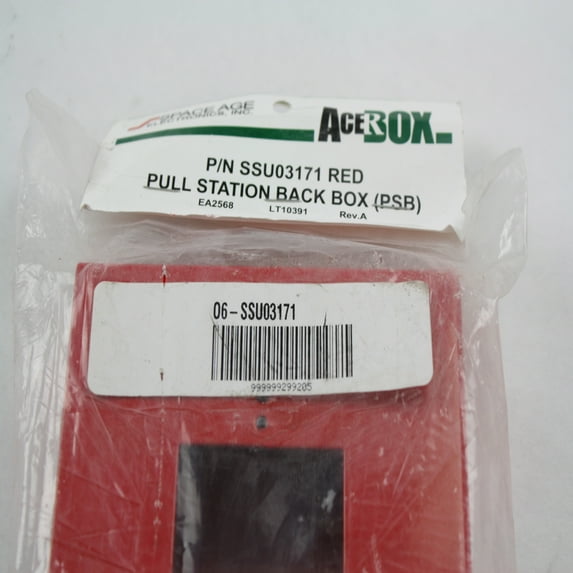 SPACE AGE
ELECTRONICS, INC.
ACEBOX
P/N SSU03171 RED
PULL STATION BACK BOX (PSB)
EA2568 LT10391 Rev.A
06-SSU03171
999999299205